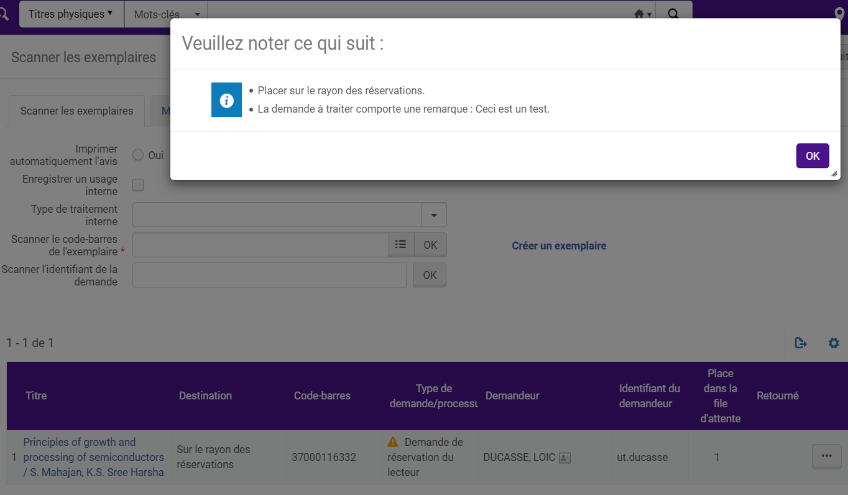 Titres physiques
Mots-clés
Veuillez noter ce qui suit :
Scanner les exemplaires
Placer sur le rayon des réservations.
La demande à traiter comporte une remarque : Ceci est un test.
OK
Scanner les exemplaires
Imprimer
automatiquement l'avis
Oui
Enregistrer un usage
interne
Type de traitement
interne
Scanner le code-barres
de l'exemplaire *
OK
Créer un exemplaire
Scanner l'identifiant de la
demande
OK
1 - 1 de 1
Titre
Destination
Code-barres
Type de
demande/processu
Demandeur
Identifiant du
demandeur
Place
dans la
file
d'attente
Retourné
1
Principles of growth and
processing of semiconductors
/ S. Mahajan, K.S. Sree Harsha
Sur le rayon des
réservations
37000116332
Demande de
réservation du
lecteur
DUCASSE, LOIC
ut.ducasse
1